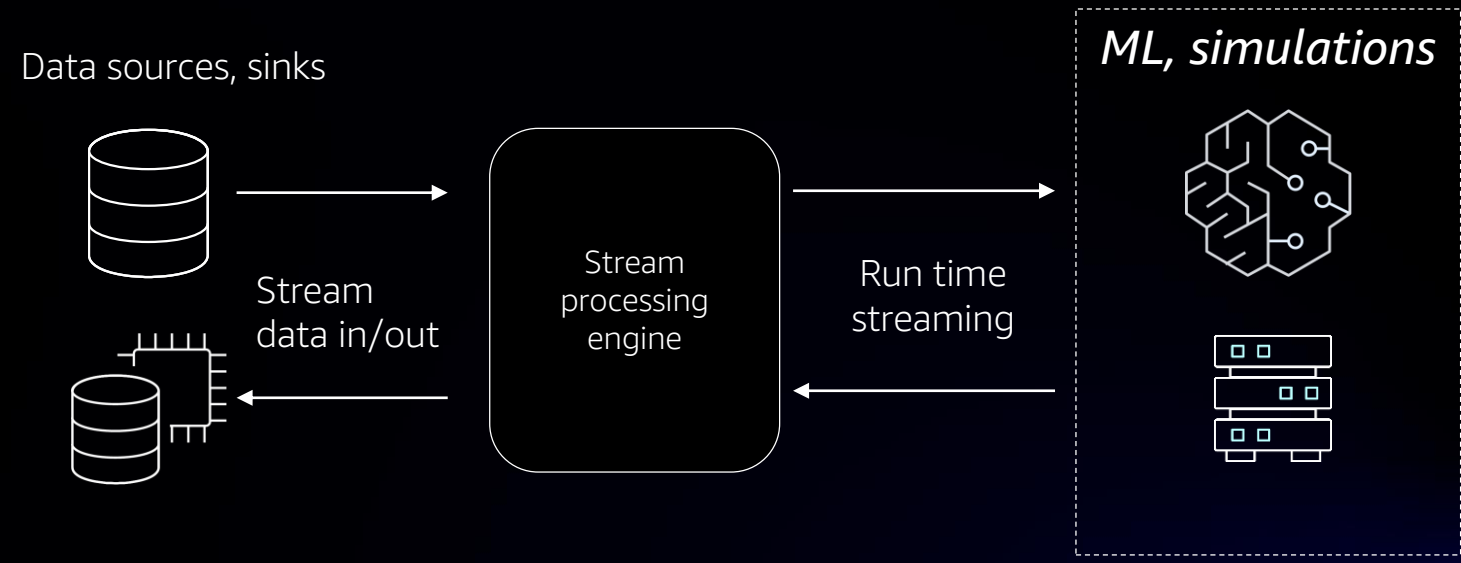 Data sources, sinks
Stream
data in/out
Stream
processing
engine
Run time
streaming
ML, simulations